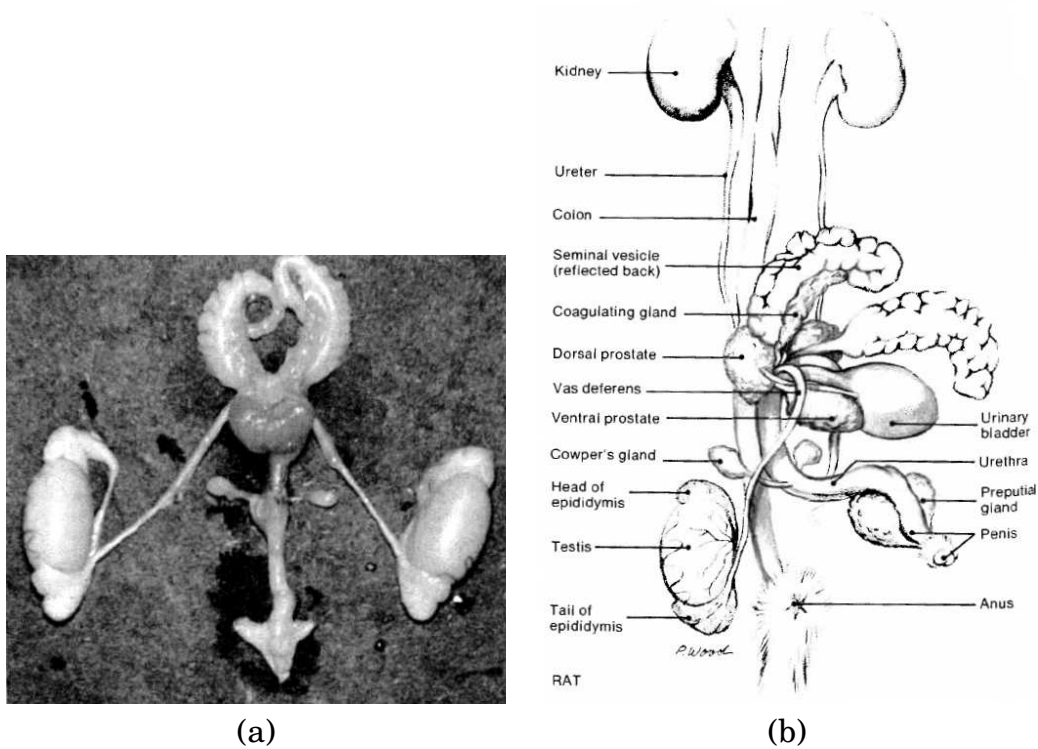 Kidney
Ureter
Colon
Seminal vesicle
(reflected back)
Coagulating gland
Dorsal prostate
Vas deferens
Ventral prostate
Urinary
bladder
Cowper's gland
Urethra
Head of
epididymis
Preputial
gland
Penis
Testis
Tail of
epididymis
Anus
P. Wood
RAT
(a)
(b)